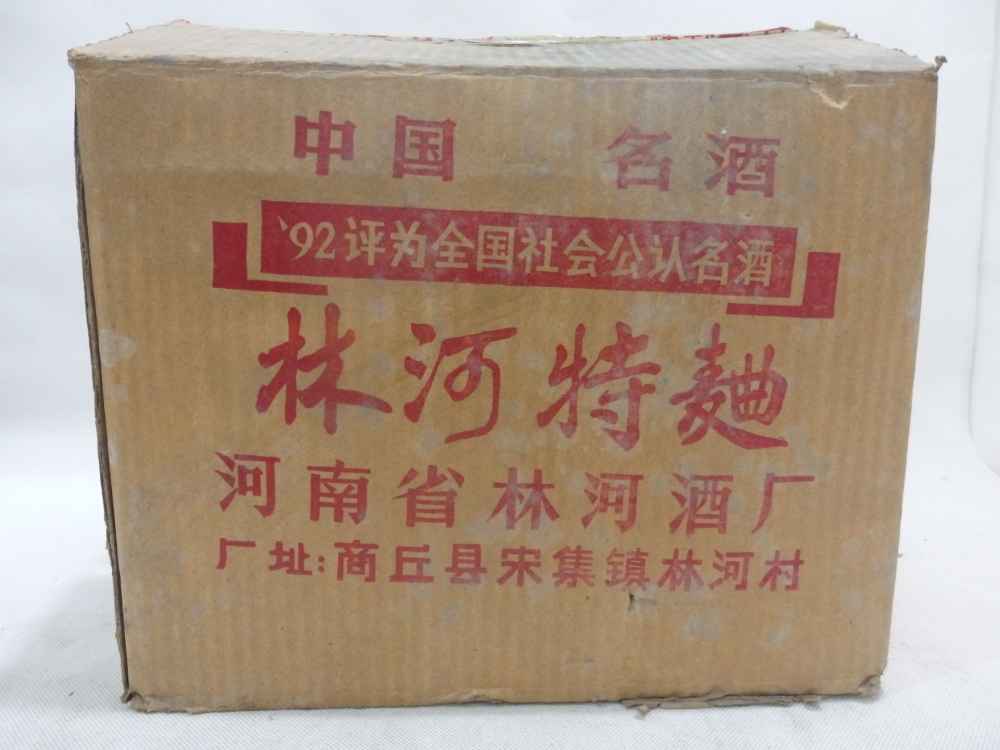 中国 名酒
'92评为全国社会公认名酒
林河特麯
河南省林河酒厂
厂址:商丘县宋集镇林河村